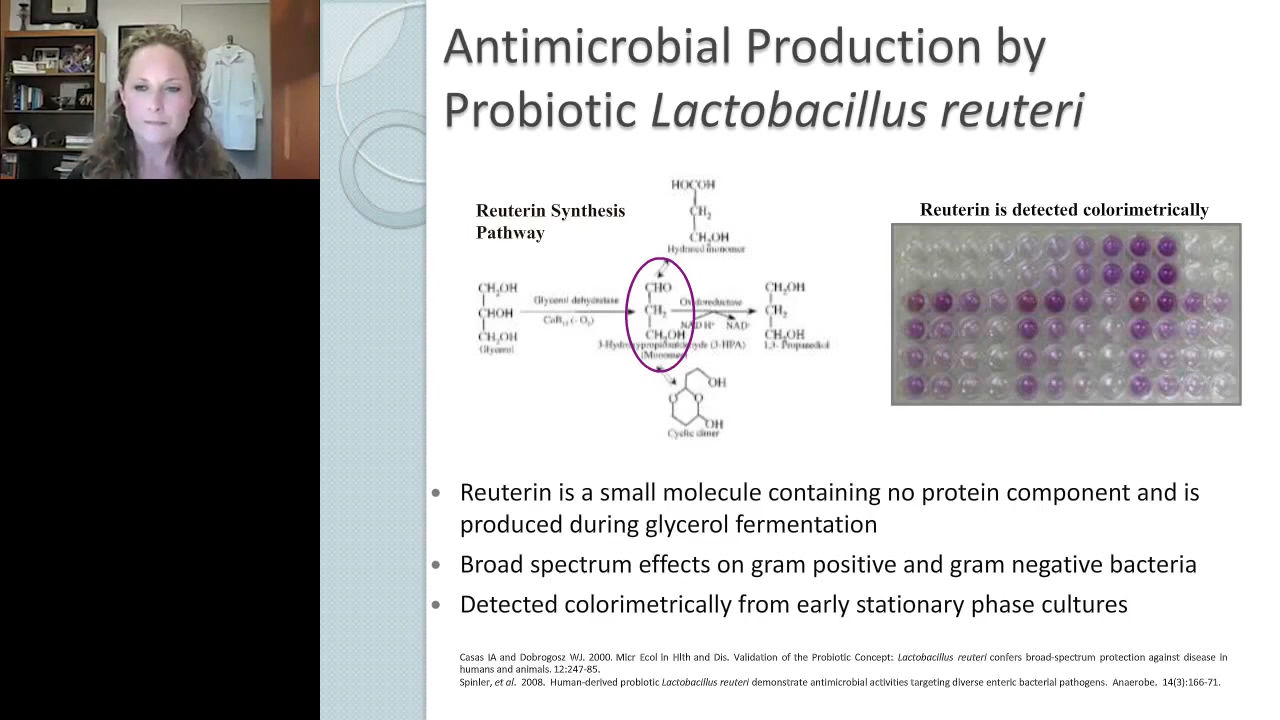 Antimicrobial Production by
Probiotic Lactobacillus reuteri
Reuterin Synthesis
Pathway
HOCOH
CH2
CH2OH
Hydrated monomer
CH2OH
CHOH
CH2OH
Glycerol
Glycerol dehydratase
CoB12 (- O2)
CHO
CH2
CH2OH
3-Hydroxypropionaldehyde (3-HPA)
(Monomer)
Oxidoreductase
NADH+ NAD+
CH2OH
CH2
CH2OH
1,3- Propanediol
OH
O O
OH
Cyclic dimer
Reuterin is detected colorimetrically
• Reuterin is a small molecule containing no protein component and is
produced during glycerol fermentation
• Broad spectrum effects on gram positive and gram negative bacteria
• Detected colorimetrically from early stationary phase cultures
Casas IA and Dobrogosz WJ. 2000. Micr Ecol in Hlth and Dis. Validation of the Probiotic Concept: Lactobacillus reuteri confers broad-spectrum protection against disease in
humans and animals. 12:247-85.
Spinler, et al. 2008. Human-derived probiotic Lactobacillus reuteri demonstrate antimicrobial activities targeting diverse enteric bacterial pathogens. Anaerobe. 14(3):166-71.